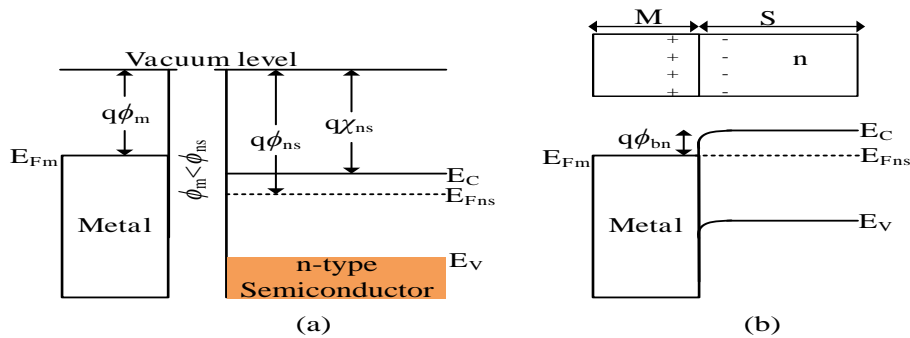 Vacuum level
qϕm
qϕns
qχns
EFm
ϕm<ϕns
EC
EFns
Metal
EV
n-type
Semiconductor
(a)
M S
+ -
+ - n
+ -
+ -
qϕbn
EC
EFm
EFns
Metal
EV
(b)